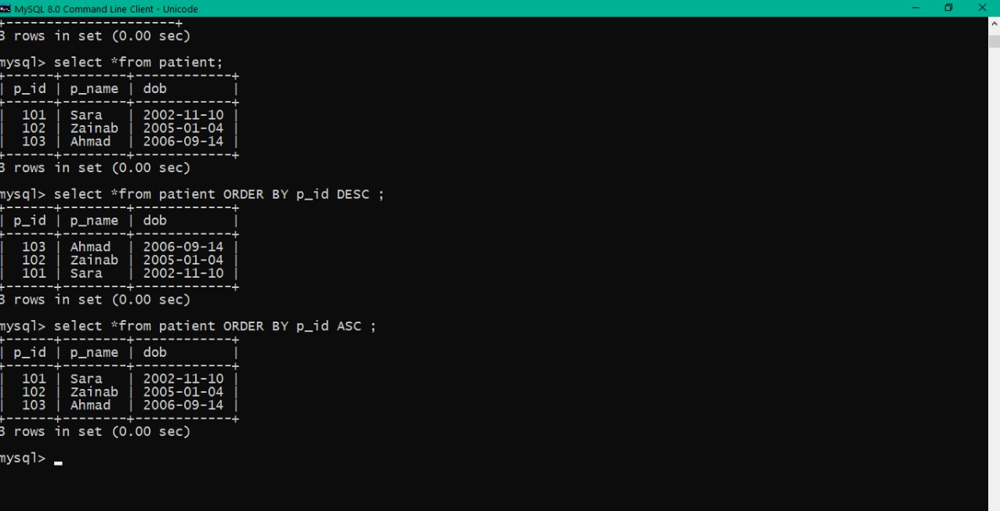 MySQL 8.0 Command Line Client - Unicode
+---------------------+
3 rows in set (0.00 sec)
mysql> select *from patient;
+------+--------+------------+
| p_id | p_name | dob        |
+------+--------+------------+
|  101 | Sara   | 2002-11-10 |
|  102 | Zainab | 2005-01-04 |
|  103 | Ahmad  | 2006-09-14 |
+------+--------+------------+
3 rows in set (0.00 sec)
mysql> select *from patient ORDER BY p_id DESC ;
+------+--------+------------+
| p_id | p_name | dob        |
+------+--------+------------+
|  103 | Ahmad  | 2006-09-14 |
|  102 | Zainab | 2005-01-04 |
|  101 | Sara   | 2002-11-10 |
+------+--------+------------+
3 rows in set (0.00 sec)
mysql> select *from patient ORDER BY p_id ASC ;
+------+--------+------------+
| p_id | p_name | dob        |
+------+--------+------------+
|  101 | Sara   | 2002-11-10 |
|  102 | Zainab | 2005-01-04 |
|  103 | Ahmad  | 2006-09-14 |
+------+--------+------------+
3 rows in set (0.00 sec)
mysql>